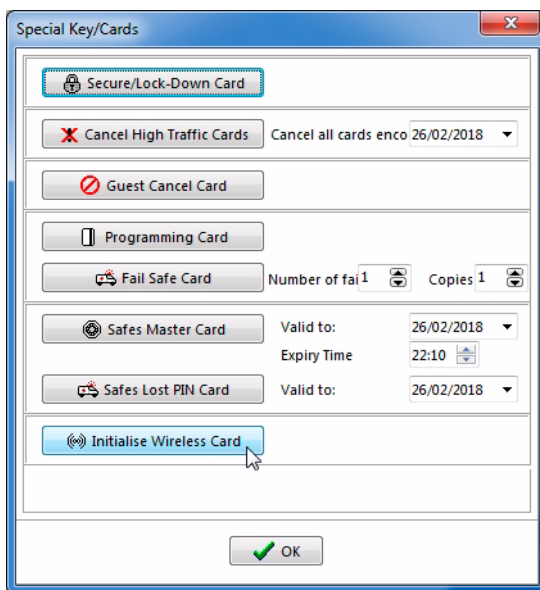 Special Key/Cards
Secure/Lock-Down Card
Cancel High Traffic Cards Cancel all cards enco 26/02/2018
Guest Cancel Card
Programming Card
Fail Safe Card Number of fai 1 Copies 1
Safes Master Card Valid to: 26/02/2018
Expiry Time 22:10
Safes Lost PIN Card Valid to: 26/02/2018
Initialise Wireless Card
OK